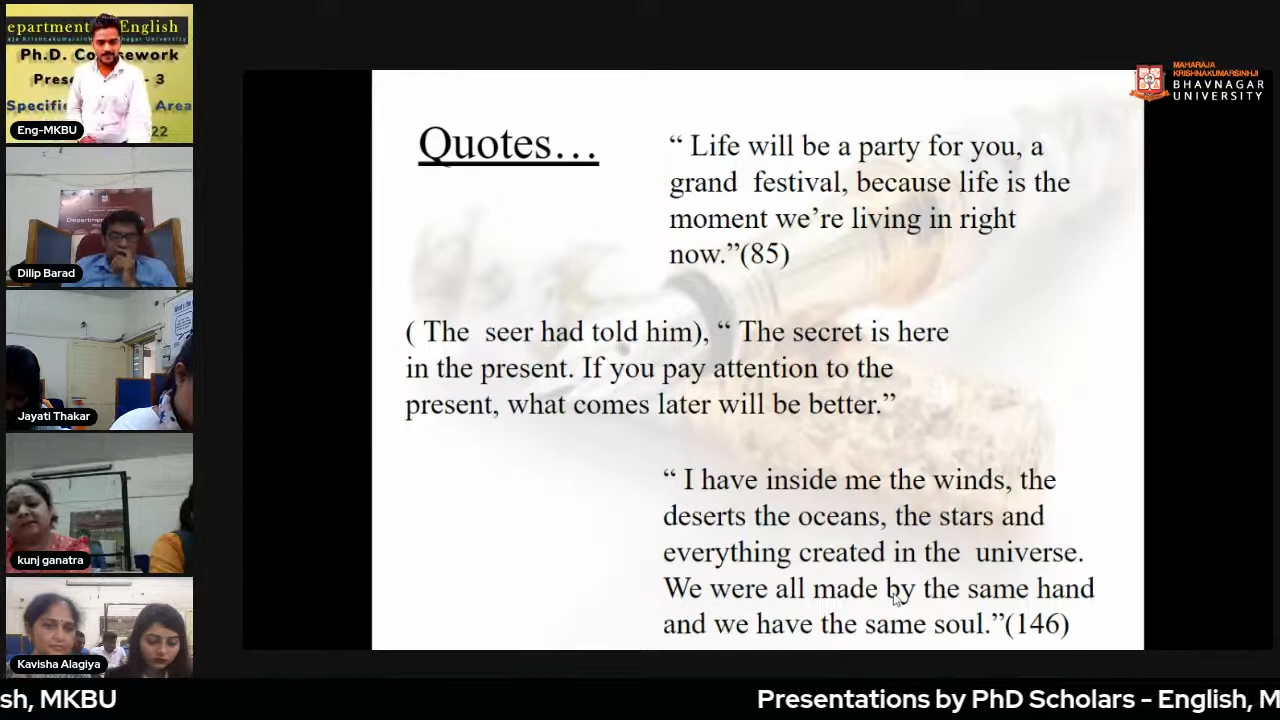 epartment English
Ph.D. Co sework
Prese - 3
Specifi Area
22
Eng-MKBU
Dilip Barad
Jayati Thakar
kunj ganatra
Kavisha Alagiya
MAHARAJA
KRISHNAKUMARSINHJI
BHAVNAGAR
UNIVERSITY
Quotes…
“ Life will be a party for you, a
grand festival, because life is the
moment we’re living in right
now.”(85)
( The seer had told him), “ The secret is here
in the present. If you pay attention to the
present, what comes later will be better.”
“ I have inside me the winds, the
deserts the oceans, the stars and
everything created in the universe.
We were all made by the same hand
and we have the same soul.”(146)
sh, MKBU
Presentations by PhD Scholars - English, M